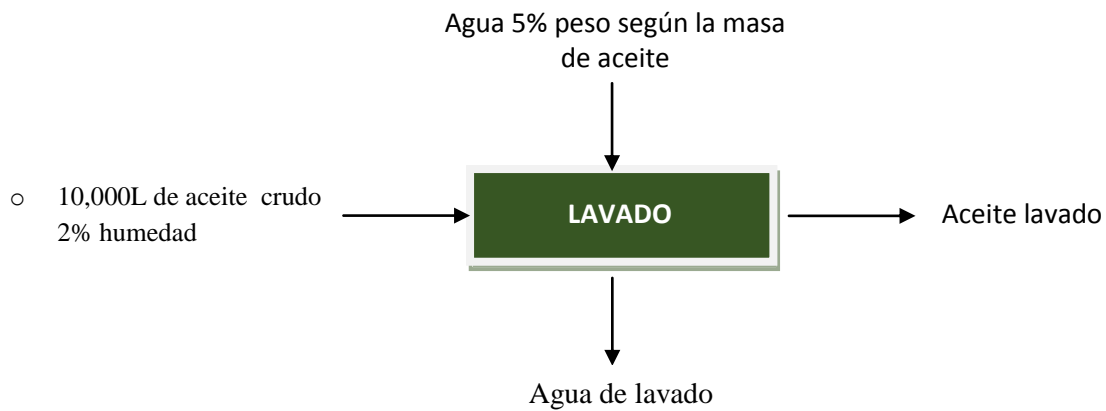 Agua 5% peso según la masa
de aceite
o 10,000L de aceite crudo
2% humedad
LAVADO
Aceite lavado
Agua de lavado